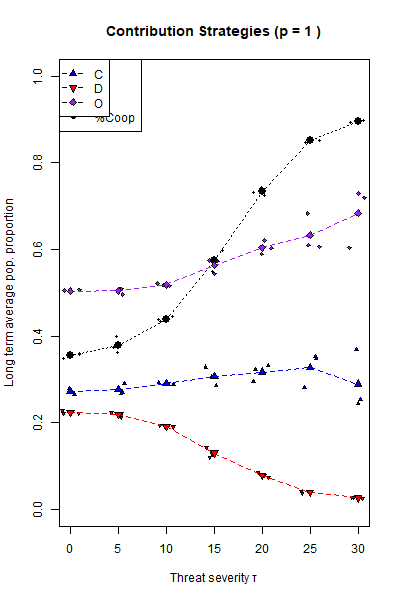 Contribution Strategies (p = 1 )
C
D
O
%Coop
Long term average pop. proportion
1.0
0.8
0.6
0.4
0.2
0.0
0 5 10 15 20 25 30
Threat severity τ